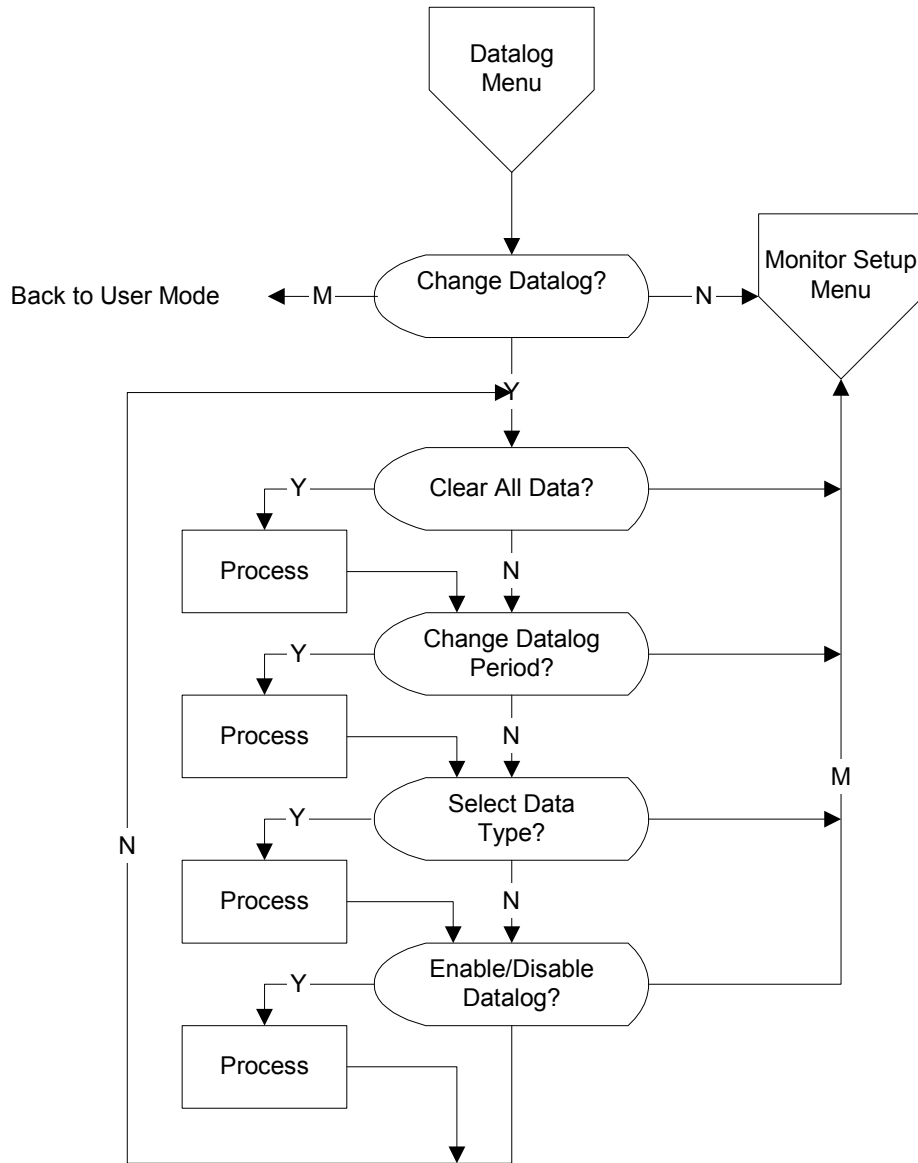 Datalog
Menu
Monitor Setup
Menu
Change Datalog?
Back to User Mode
M
N
Y
Clear All Data?
Y
Process
N
Change Datalog
Period?
Y
Process
N
Select Data
Type?
M
Y
N
Process
N
Enable/Disable
Datalog?
Y
Process